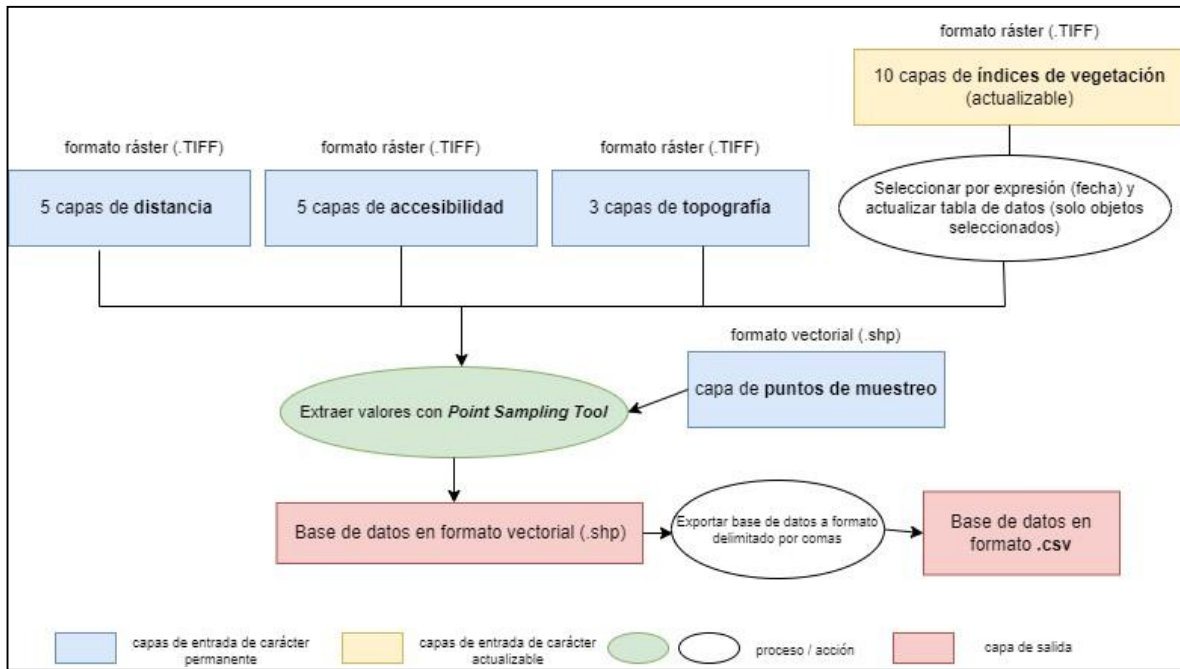 formato ráster (.TIFF)
10 capas de índices de vegetación
(actualizable)
formato ráster (.TIFF)
formato ráster (.TIFF)
formato ráster (.TIFF)
5 capas de distancia
5 capas de accesibilidad
3 capas de topografía
Seleccionar por expresión (fecha) y
actualizar tabla de datos (solo objetos
seleccionados)
formato vectorial (.shp)
capa de puntos de muestreo
Extraer valores con Point Sampling Tool
Base de datos en formato vectorial (.shp)
Exportar base de datos a formato
delimitado por comas
Base de datos en
formato .csv
capas de entrada de carácter
permanente
capas de entrada de carácter
actualizable
proceso / acción
capa de salida